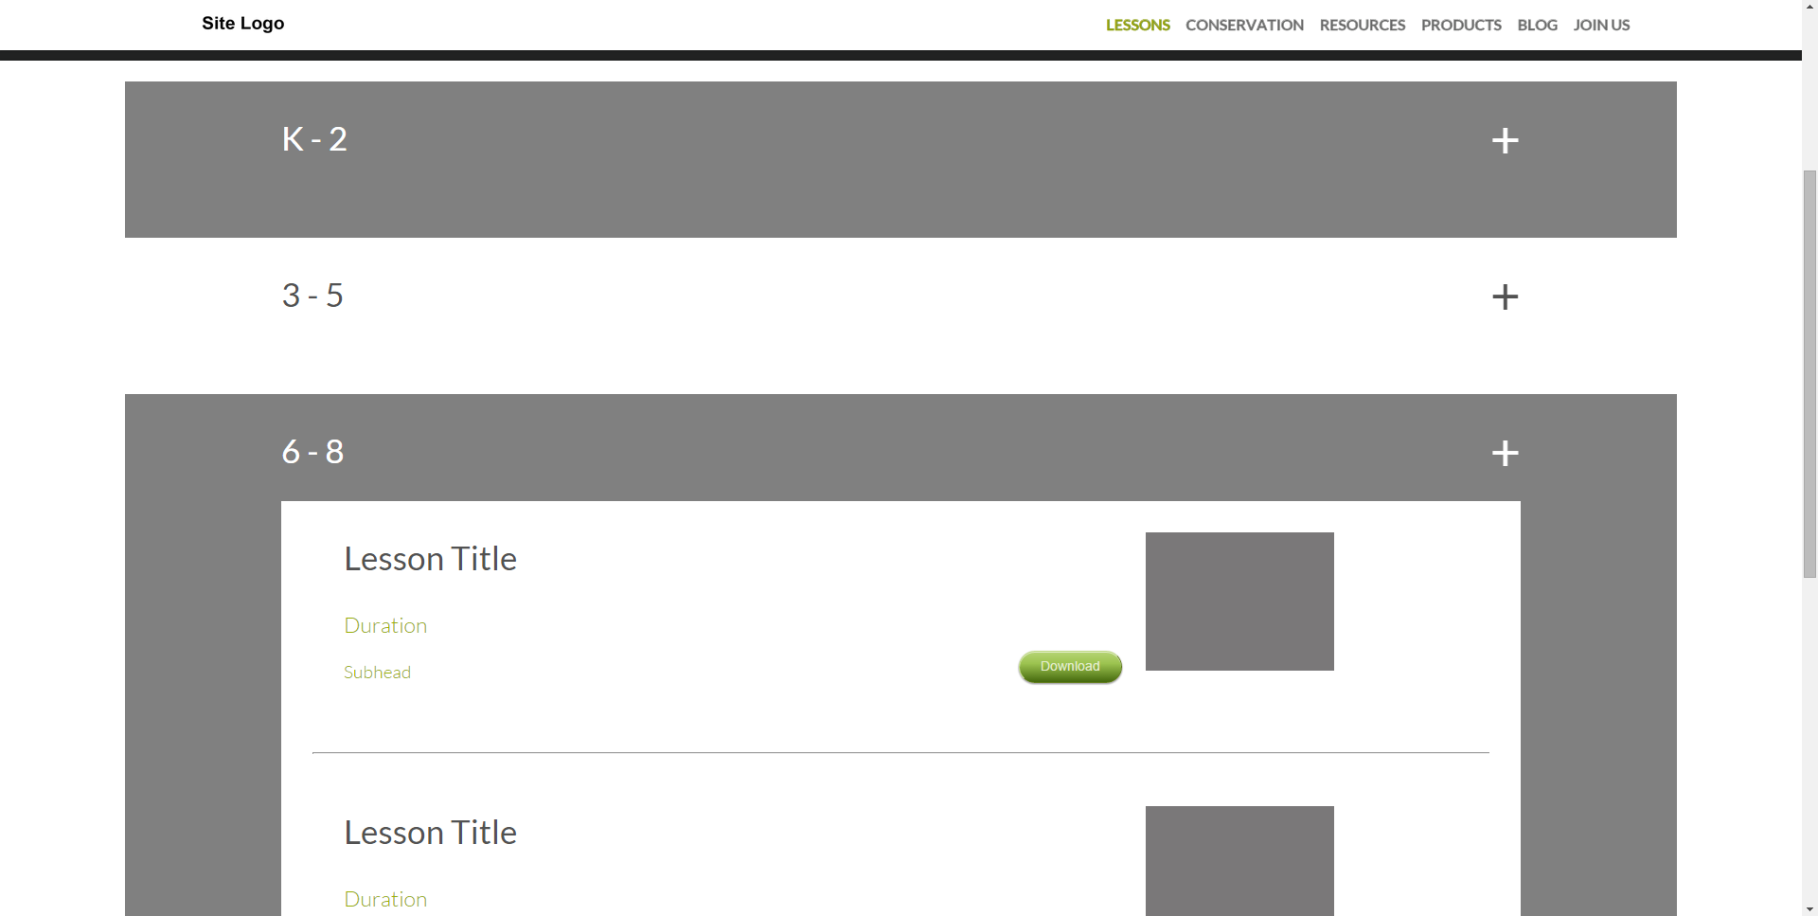 Site Logo
LESSONS CONSERVATION RESOURCES PRODUCTS BLOG JOIN US
K - 2
3 - 5
6 - 8
Lesson Title
Duration
Subhead
Download
Lesson Title
Duration